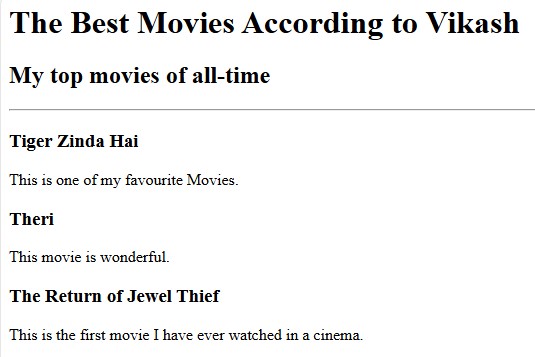 The Best Movies According to Vikash
My top movies of all-time
Tiger Zinda Hai
This is one of my favourite Movies.
Theri
This movie is wonderful.
The Return of Jewel Thief
This is the first movie I have ever watched in a cinema.